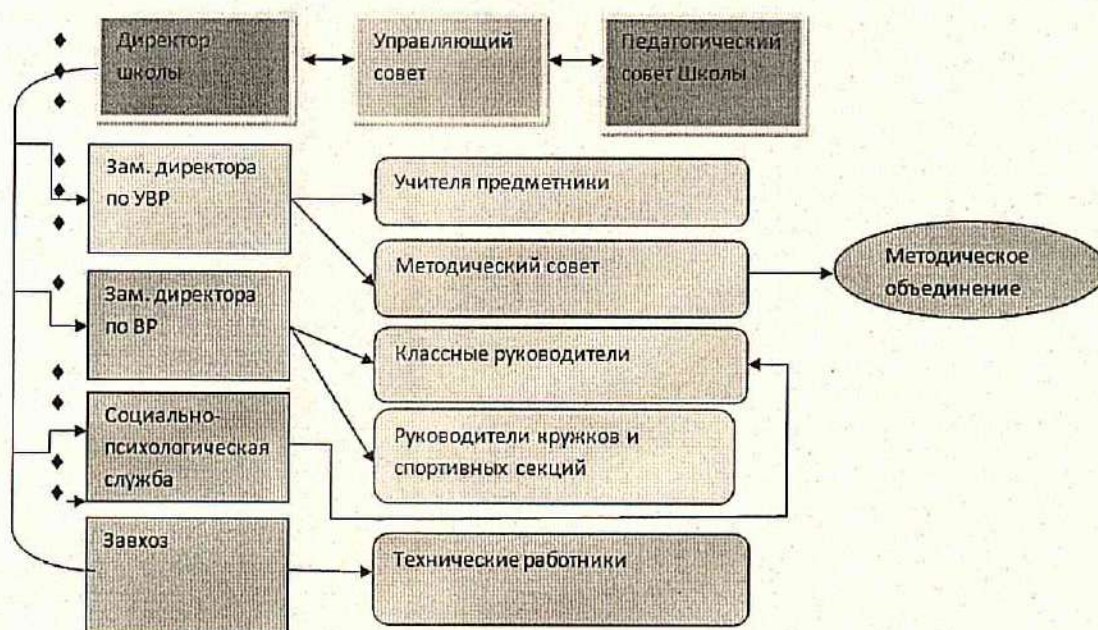 Директор
школы
Управляющий
совет
Педагогический
совет Школы
Зам. директора
по УВР
Учителя предметники
Методический совет
Методическое
объединение
Зам. директора
по ВР
Классные руководители
Социально-
психологическая
служба
Руководители кружков и
спортивных секций
Завхоз
Технические работники